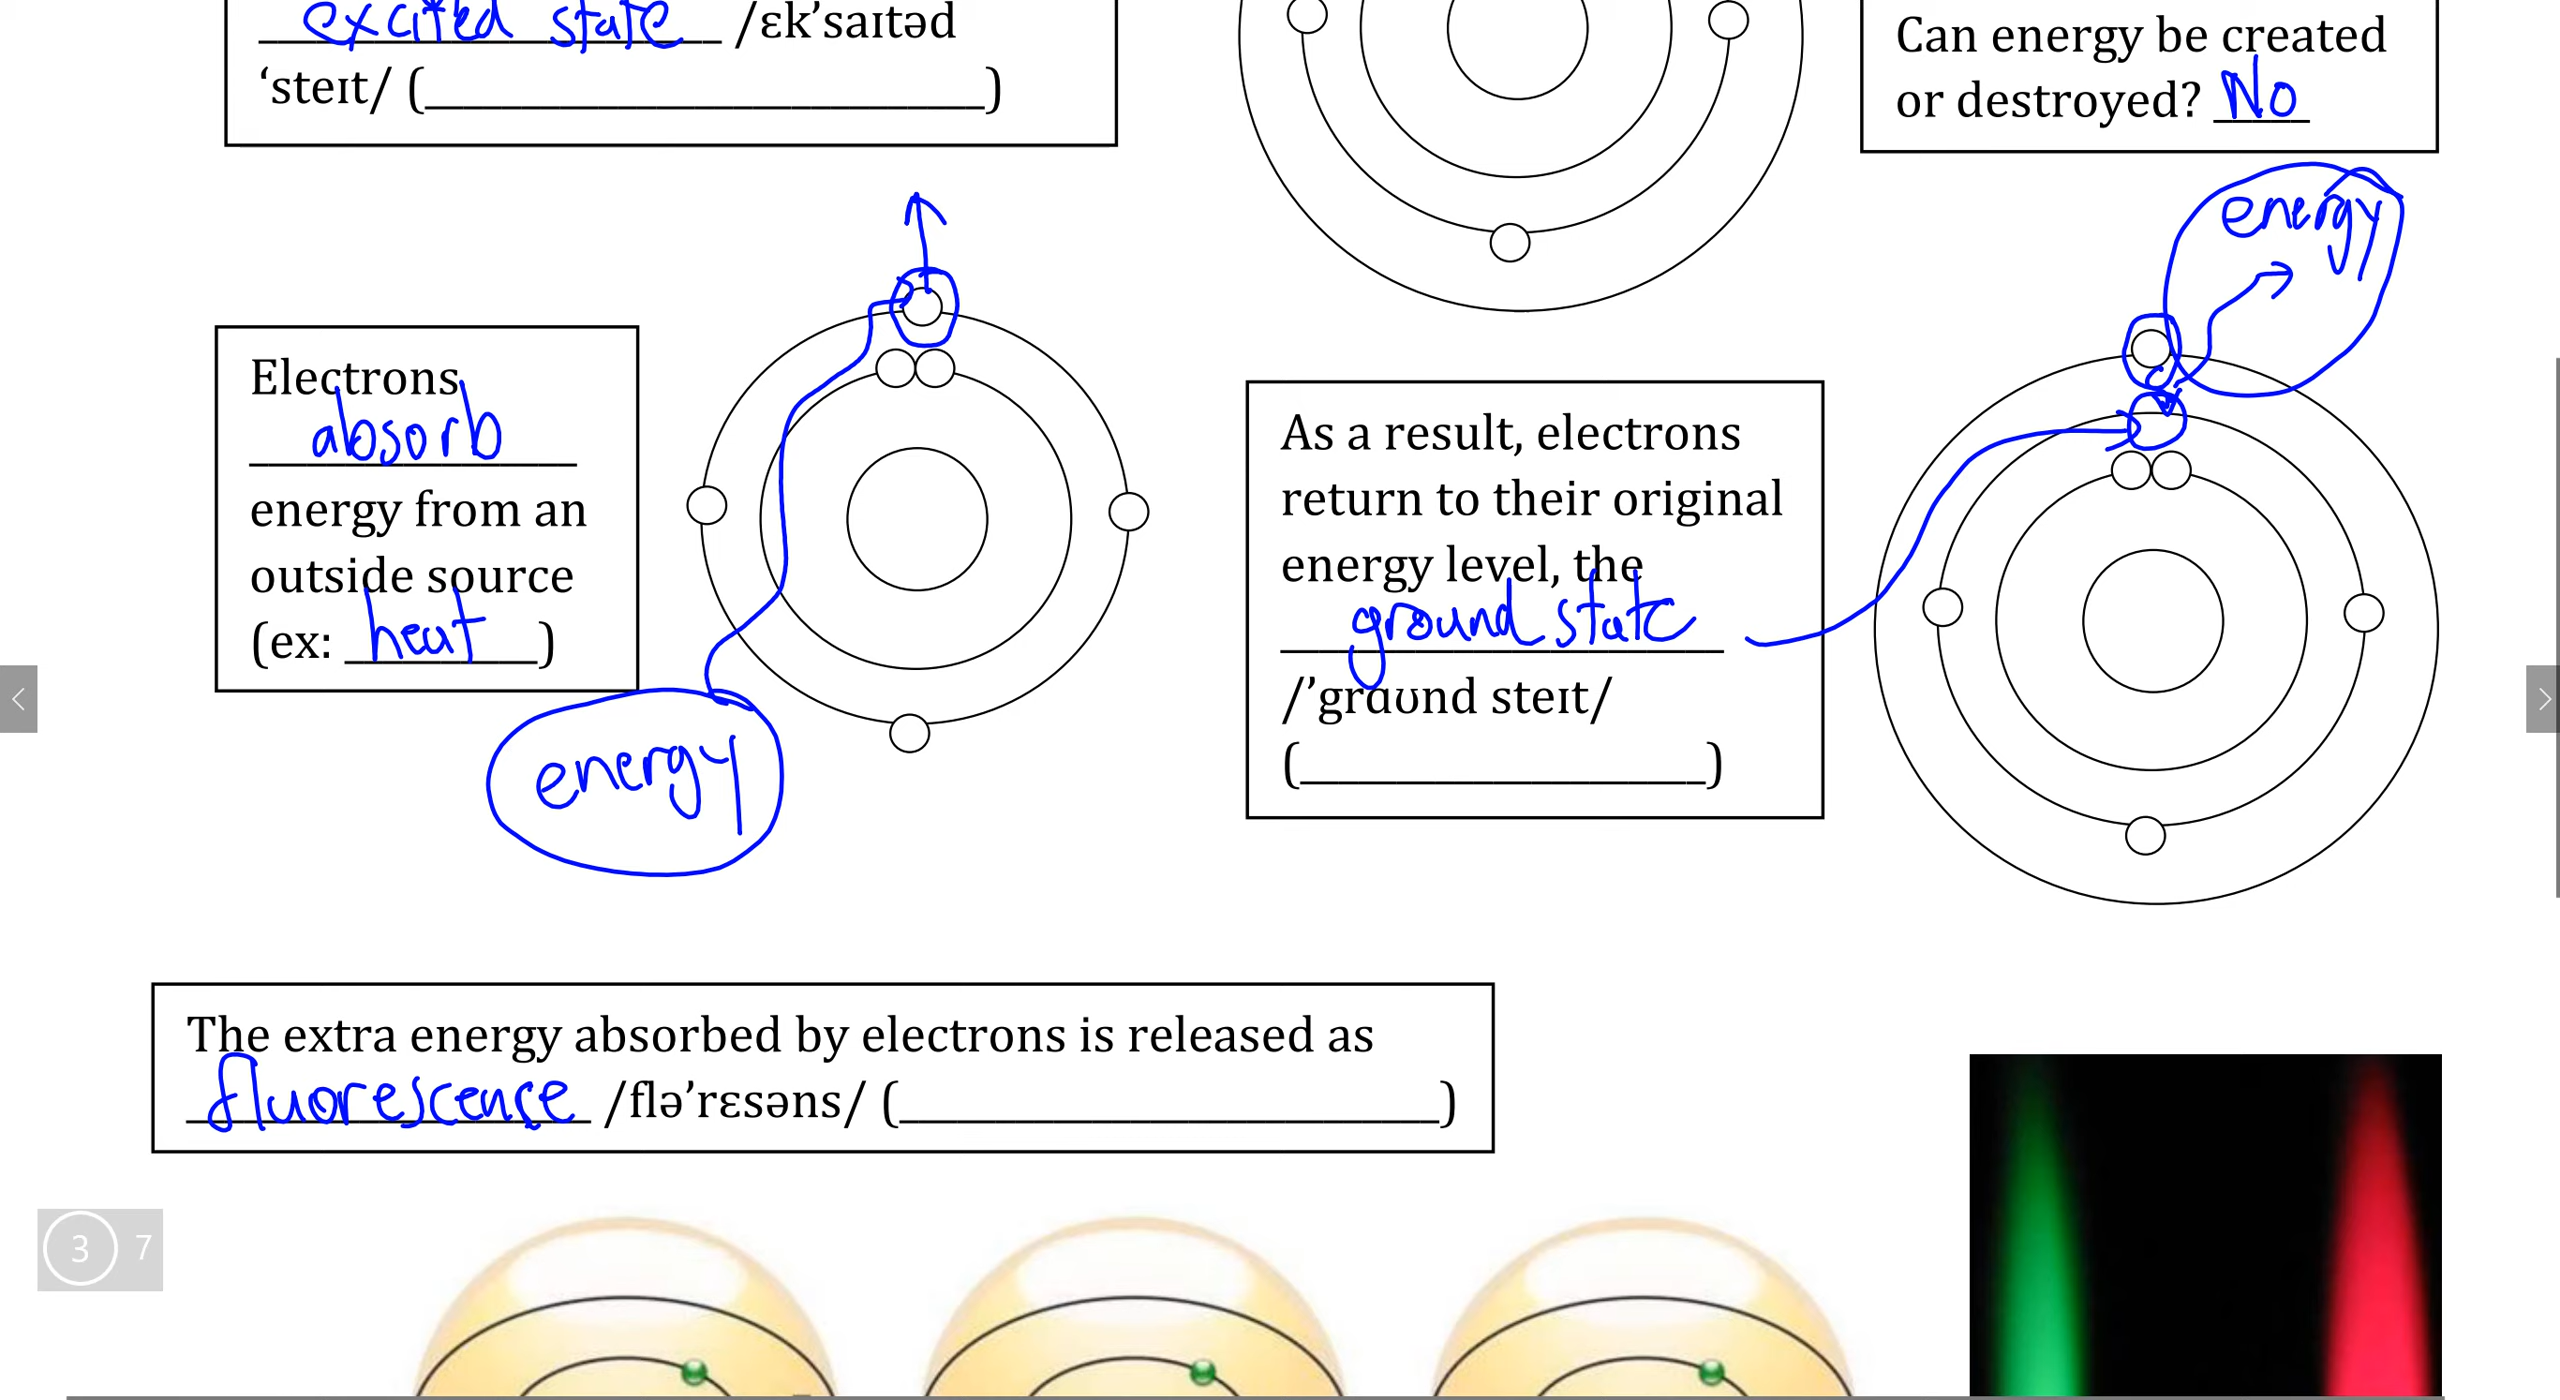 excited state /ɛk’saɪtəd
‘steɪt/ (____________________)
Can energy be created
or destroyed? No
energy
Electrons
absorb
energy from an
outside source
(ex: heat)
energy
As a result, electrons
return to their original
energy level, the
ground state
/’grɑʊnd steɪt/
(____________________)
The extra energy absorbed by electrons is released as
fluorescence /flə’rɛsəns/ (____________________)
3 7